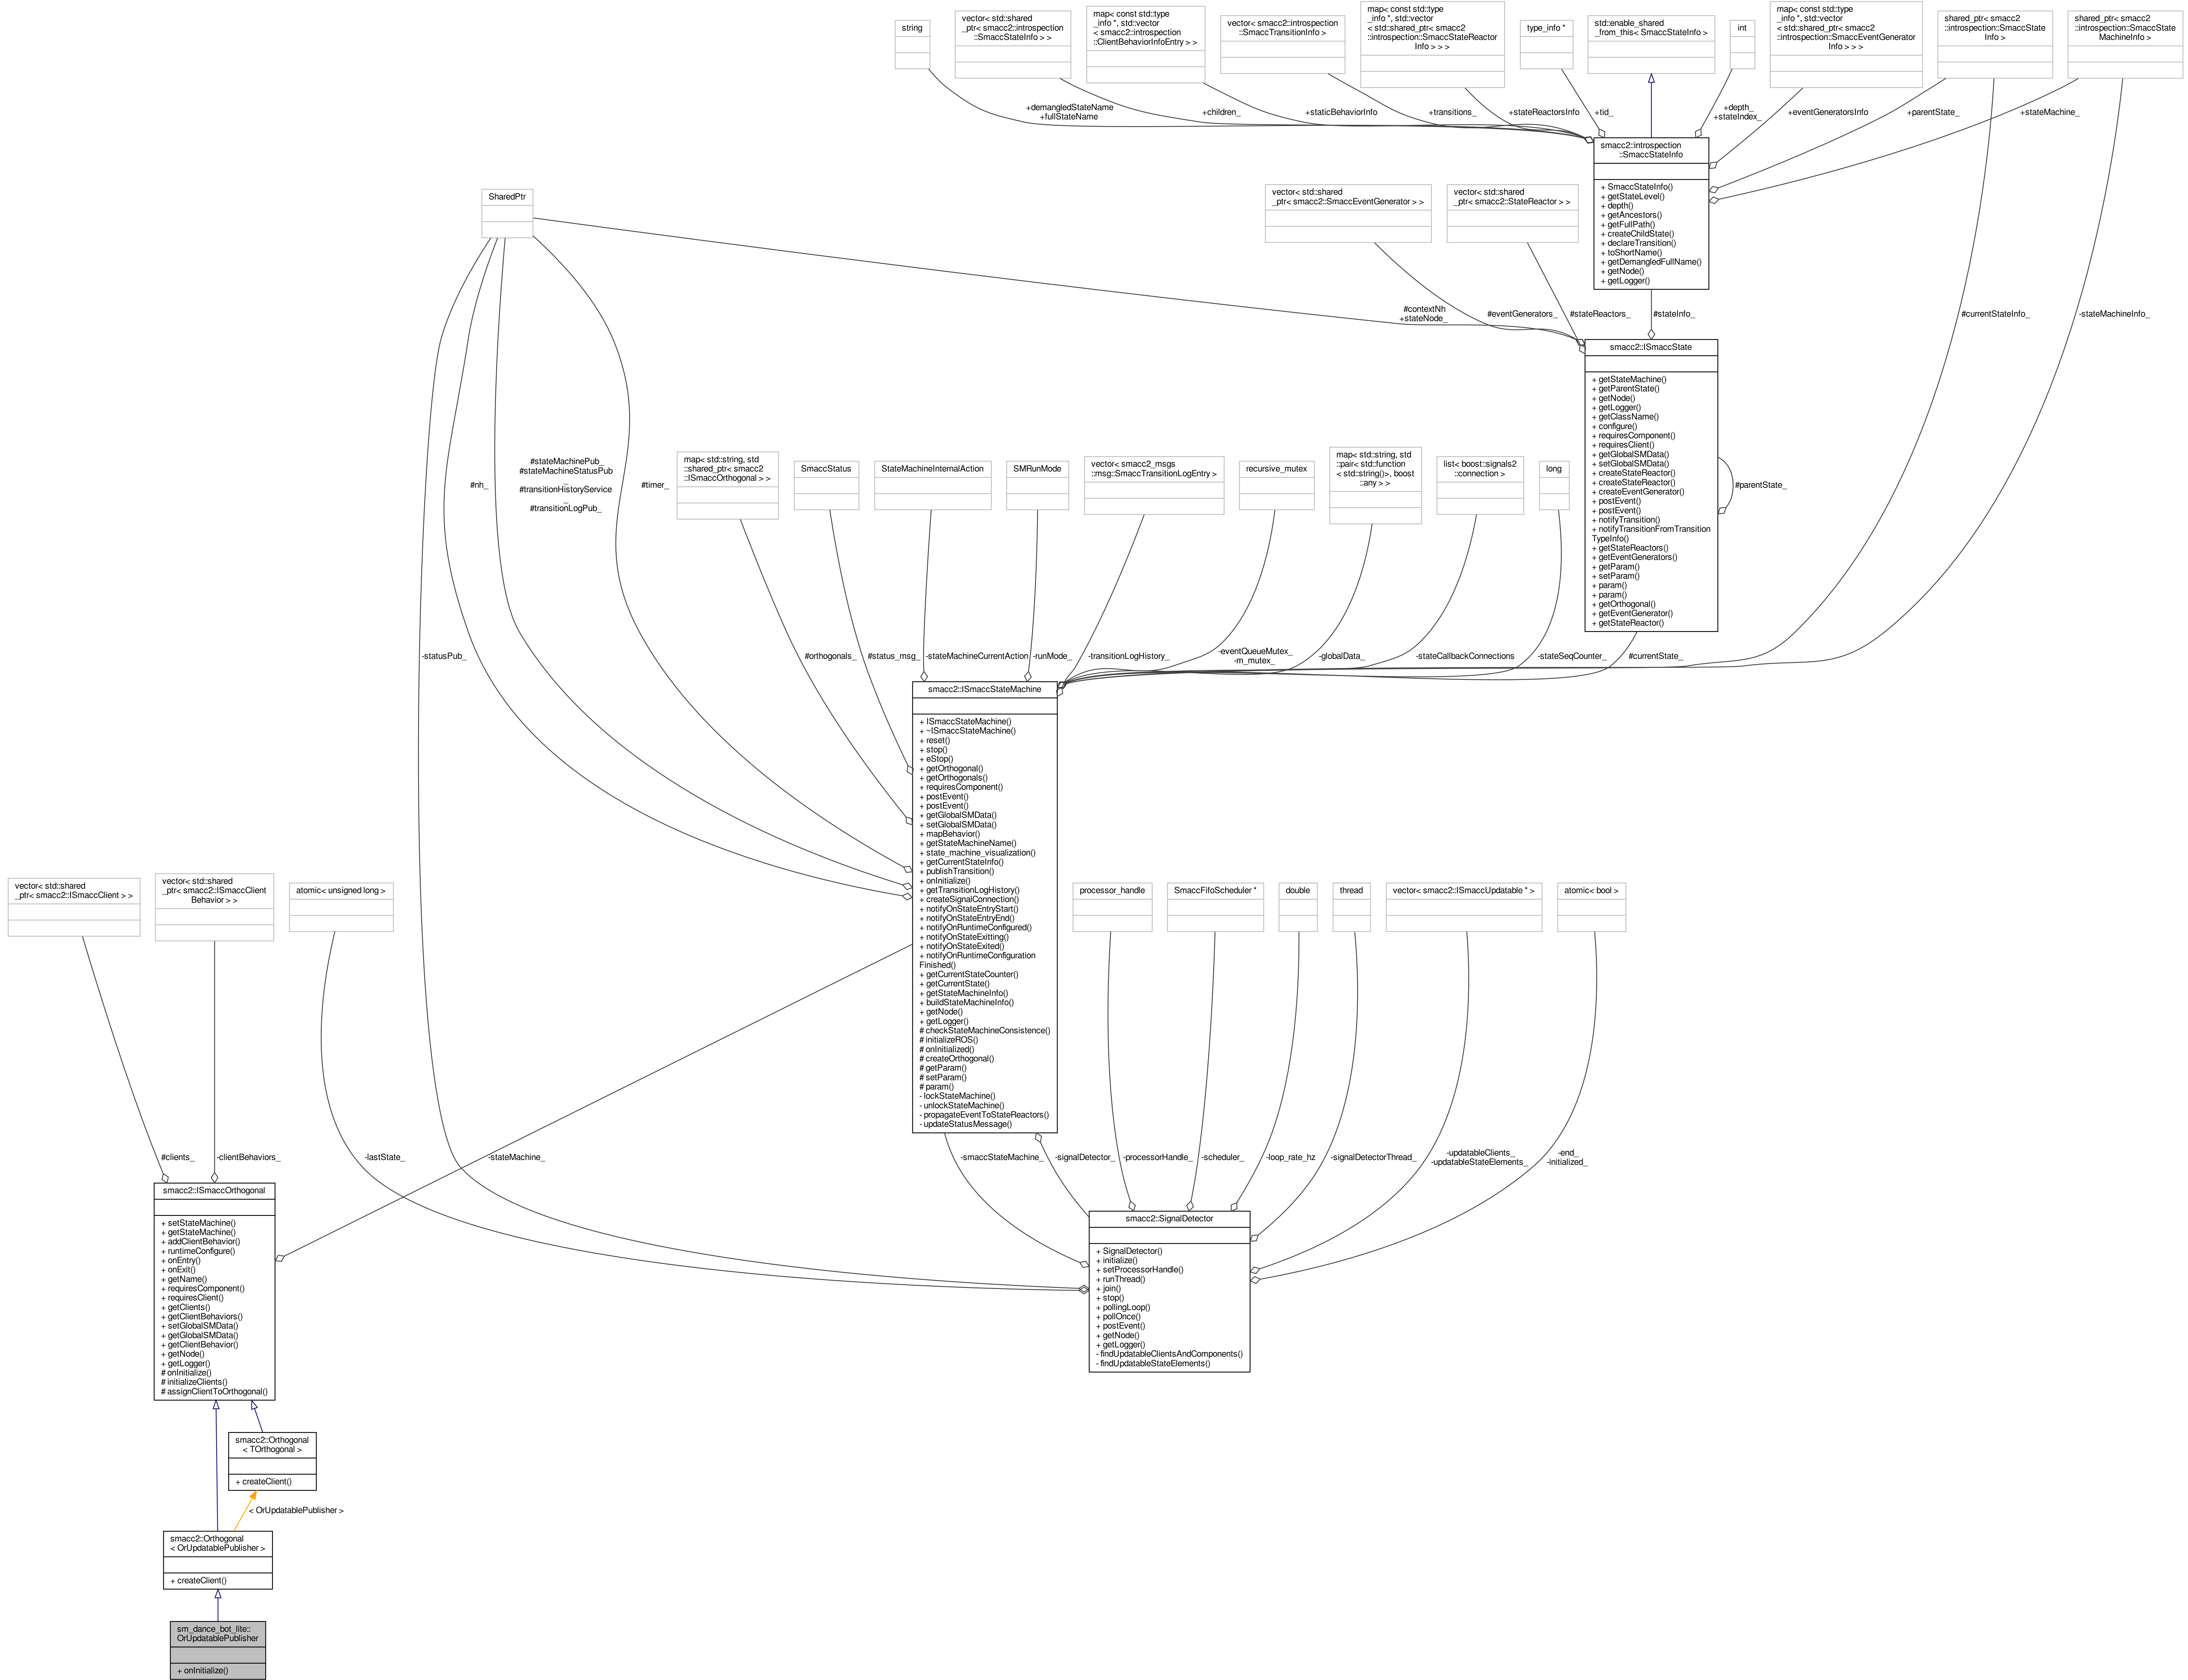 string
vector< std::shared
_ptr< smacc2::introspection
::SmaccStateInfo > >
map< const std::type
_info *, std::vector
< smacc2::introspection
::ClientBehaviorInfoEntry > >
vector< smacc2::introspection
::SmaccTransitionInfo >
map< const std::type
_info *, std::vector
< std::shared_ptr< smacc2
::introspection::SmaccStateReactor
Info > > >
type_info *
std::enable_shared
_from_this< SmaccStateInfo >
int
map< const std::type
_info *, std::vector
< std::shared_ptr< smacc2
::introspection::SmaccEventGenerator
Info > > >
shared_ptr< smacc2
::introspection::SmaccState
Info >
shared_ptr< smacc2
::introspection::SmaccState
MachineInfo >
+demangledStateName
+fullStateName
+children_
+staticBehaviorInfo
+transitions_
+stateReactorsInfo
+tid_
+depth_
+stateIndex_
+eventGeneratorsInfo
+parentState_
+stateMachine_
smacc2::introspection
::SmaccStateInfo
+ SmaccStateInfo()
+ getStateLevel()
+ depth()
+ getAncestors()
+ getFullPath()
+ createChildState()
+ declareTransition()
+ toShortName()
+ getDemangledFullName()
+ getNode()
+ getLogger()
SharedPtr
vector< std::shared
_ptr< smacc2::SmaccEventGenerator > >
vector< std::shared
_ptr< smacc2::StateReactor > >
#contextNh
+stateNode_
#eventGenerators_
#stateReactors_
#stateInfo_
#currentStateInfo_
-stateMachineInfo_
smacc2::ISmaccState
+ getStateMachine()
+ getParentState()
+ getNode()
+ getLogger()
+ getClassName()
+ configure()
+ requiresComponent()
+ requiresClient()
+ getGlobalSMData()
+ setGlobalSMData()
+ createStateReactor()
+ createStateReactor()
+ createEventGenerator()
+ postEvent()
+ postEvent()
+ notifyTransition()
+ notifyTransitionFromTransition
TypeInfo()
+ getStateReactors()
+ getEventGenerators()
+ getParam()
+ setParam()
+ param()
+ param()
+ getOrthogonal()
+ getEventGenerator()
+ getStateReactor()
#parentState_
#nh_
#stateMachinePub_
#stateMachineStatusPub
_
#transitionHistoryService
_
#transitionLogPub_
#timer_
map< std::string, std
::shared_ptr< smacc2
::ISmaccOrthogonal > >
SmaccStatus
StateMachineInternalAction
SMRunMode
vector< smacc2_msgs
::msg::SmaccTransitionLogEntry >
recursive_mutex
map< std::string, std
::pair< std::function
< std::string()>, boost
::any > >
list< boost::signals2
::connection >
long
-statusPub_
#orthogonals_
#status_msg_
-stateMachineCurrentAction
-runMode_
-transitionLogHistory_
-eventQueueMutex_
-m_mutex_
-globalData_
-stateCallbackConnections
-stateSeqCounter_
#currentState_
smacc2::ISmaccStateMachine
+ ISmaccStateMachine()
+ ~ISmaccStateMachine()
+ reset()
+ stop()
+ eStop()
+ getOrthogonal()
+ getOrthogonals()
+ requiresComponent()
+ postEvent()
+ postEvent()
+ getGlobalSMData()
+ setGlobalSMData()
+ mapBehavior()
+ getStateMachineName()
+ state_machine_visualization()
+ getCurrentStateInfo()
+ publishTransition()
+ onInitialize()
+ getTransitionLogHistory()
+ createSignalConnection()
+ notifyOnStateEntryStart()
+ notifyOnStateEntryEnd()
+ notifyOnRuntimeConfigured()
+ notifyOnStateExitting()
+ notifyOnStateExited()
+ notifyOnRuntimeConfiguration
Finished()
+ getCurrentStateCounter()
+ getCurrentState()
+ getStateMachineInfo()
+ buildStateMachineInfo()
+ getNode()
+ getLogger()
# checkStateMachineConsistence()
# initializeROS()
# onInitialized()
# createOrthogonal()
# getParam()
# setParam()
# param()
- lockStateMachine()
- unlockStateMachine()
- propagateEventToStateReactors()
- updateStatusMessage()
vector< std::shared
_ptr< smacc2::ISmaccClient > >
vector< std::shared
_ptr< smacc2::ISmaccClient
Behavior > >
atomic< unsigned long >
processor_handle
SmaccFifoScheduler *
double
thread
vector< smacc2::ISmaccUpdatable * >
atomic< bool >
#clients_
-clientBehaviors_
-lastState_
-stateMachine_
-smaccStateMachine_
-signalDetector_
-processorHandle_
-scheduler_
-loop_rate_hz
-signalDetectorThread_
-updatableClients_
-updatableStateElements_
-end_
-initialized_
smacc2::ISmaccOrthogonal
+ setStateMachine()
+ getStateMachine()
+ addClientBehavior()
+ runtimeConfigure()
+ onEntry()
+ onExit()
+ getName()
+ requiresComponent()
+ requiresClient()
+ getClients()
+ getClientBehaviors()
+ setGlobalSMData()
+ getGlobalSMData()
+ getClientBehavior()
+ getNode()
+ getLogger()
# onInitialize()
# initializeClients()
# assignClientToOrthogonal()
smacc2::SignalDetector
+ SignalDetector()
+ initialize()
+ setProcessorHandle()
+ runThread()
+ join()
+ stop()
+ pollingLoop()
+ pollOnce()
+ postEvent()
+ getNode()
+ getLogger()
- findUpdatableClientsAndComponents()
- findUpdatableStateElements()
smacc2::Orthogonal
< TOrthogonal >
+ createClient()
< OrUpdatablePublisher >
smacc2::Orthogonal
< OrUpdatablePublisher >
+ createClient()
sm_dance_bot_lite::
OrUpdatablePublisher
+ onInitialize()